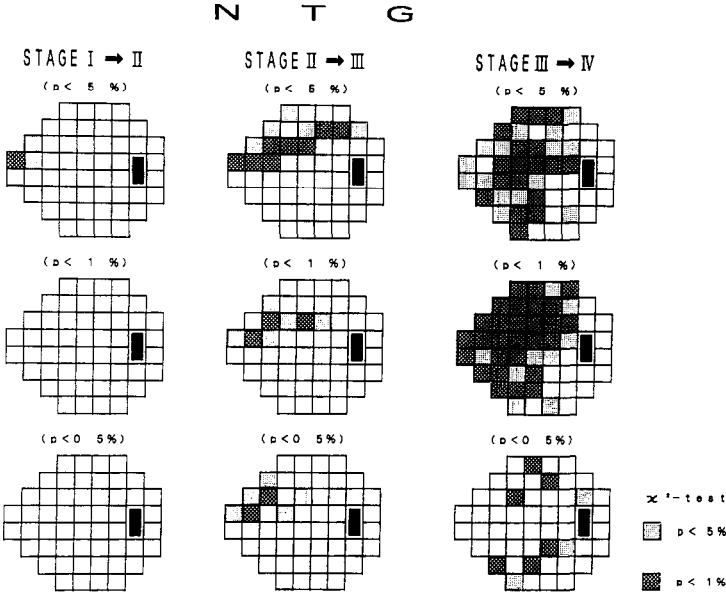 N T G
STAGE I ➡ II
STAGE II ➡ III
STAGE III ➡ IV
(p< 5 %)
(p< 5 %)
(p< 5 %)
(p< 1 %)
(p< 1 %)
(p< 1 %)
(p<0 5%)
(p<0 5%)
(p<0 5%)
x²-test
p< 5%
p< 1%